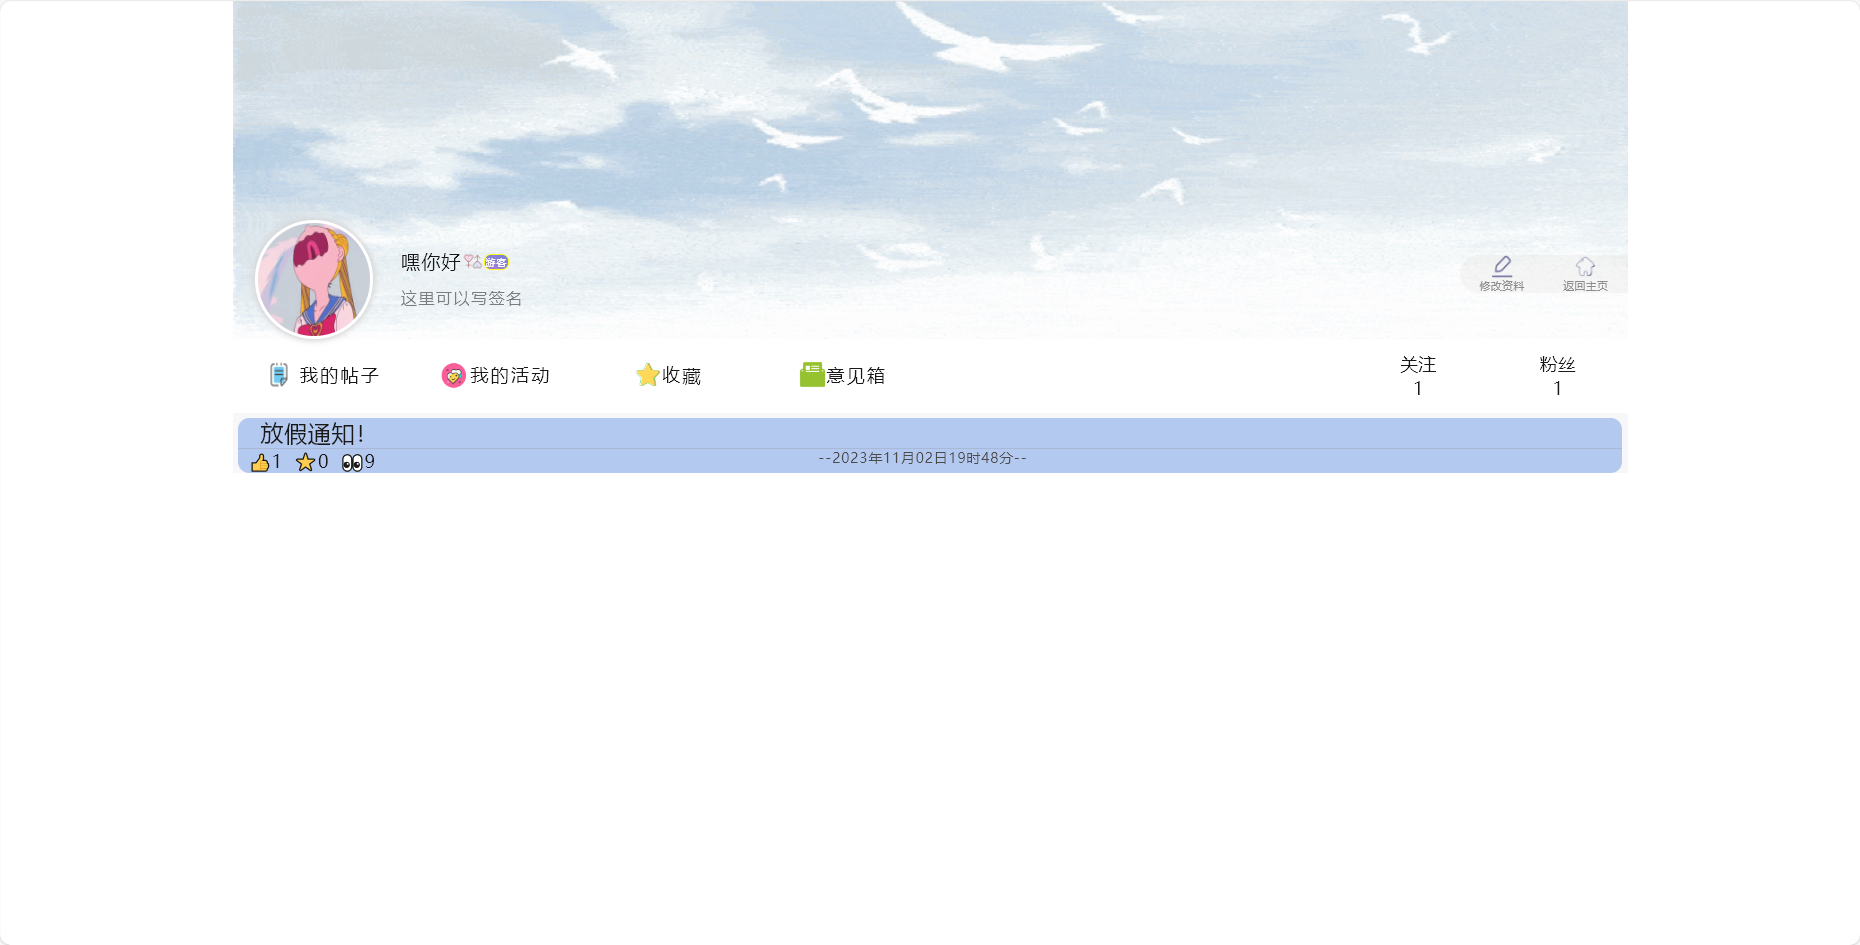 嘿你好 游客
这里可以写签名
修改资料 返回主页
我的帖子 我的活动 收藏 意见箱 关注 粉丝
1 1
放假通知!
1 0 9 --2023年11月02日19时48分--